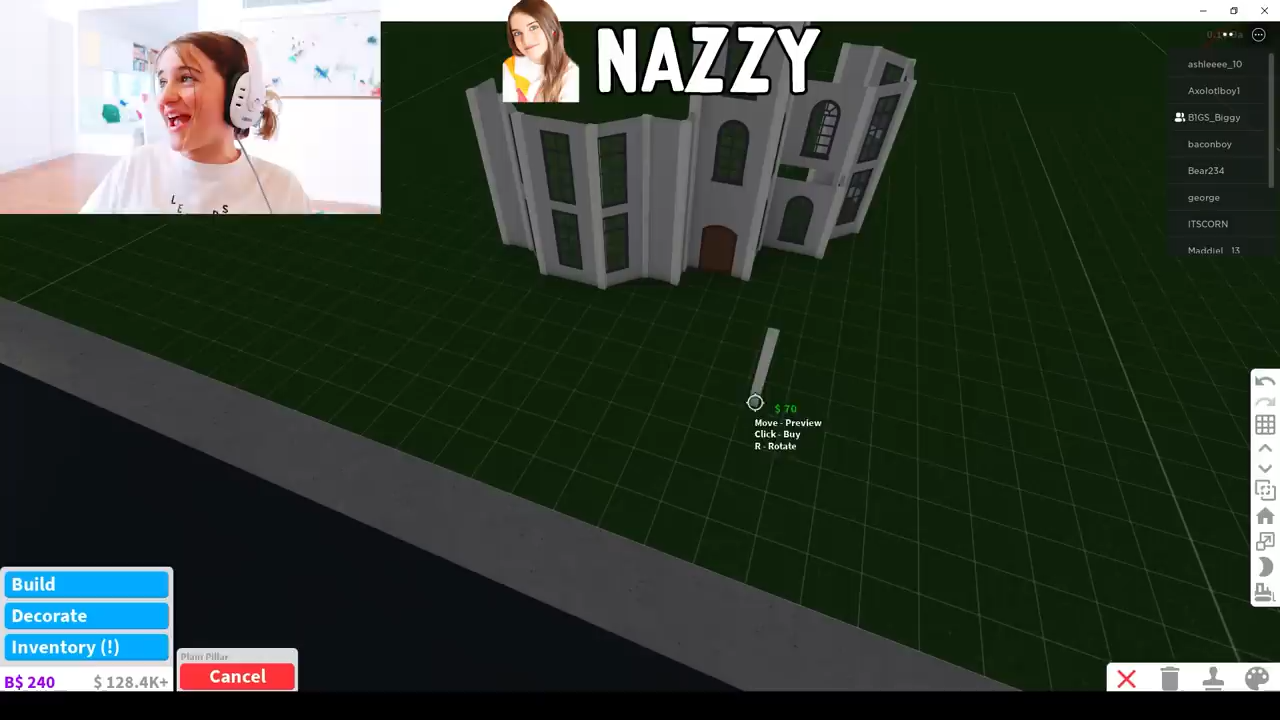 NAZZY
ashleeee_10
Axolotlboy1
B1GS_Biggy
baconboy
Bear234
george
ITSCORN
Maddiel_13
$ 70
Move - Preview
Click - Buy
R - Rotate
Build
Decorate
Inventory (!)
B$ 240
$ 128.4K+
Plain Pillar
Cancel